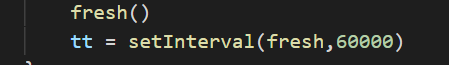 fresh()
tt = setInterval(fresh,60000)
}